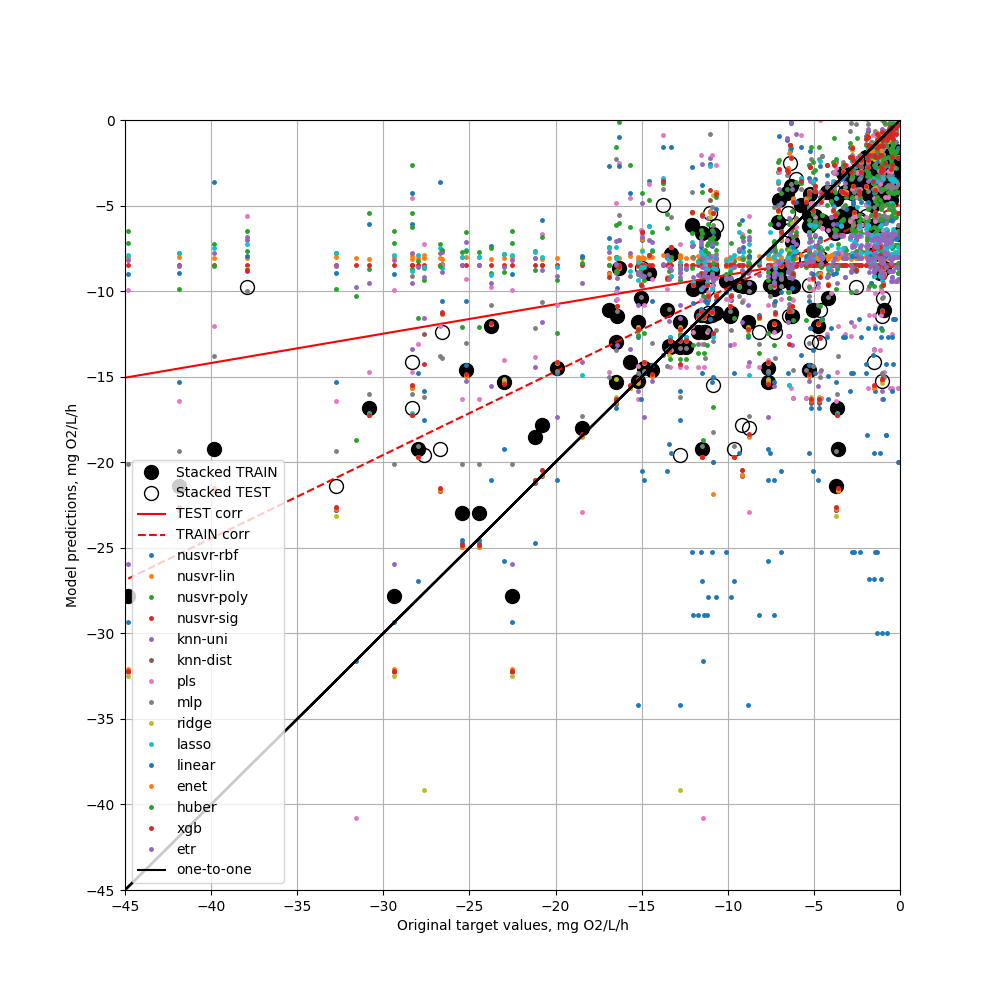 0
−5
−10
−15
−20
−25
−30
−35
−40
−45
Model predictions, mg O2/L/h
Stacked TRAIN
Stacked TEST
TEST corr
TRAIN corr
nusvr-rbf
nusvr-lin
nusvr-poly
nusvr-sig
knn-uni
knn-dist
pls
mlp
ridge
lasso
linear
enet
huber
xgb
etr
one-to-one
−45 −40 −35 −30 −25 −20 −15 −10 −5 0
Original target values, mg O2/L/h